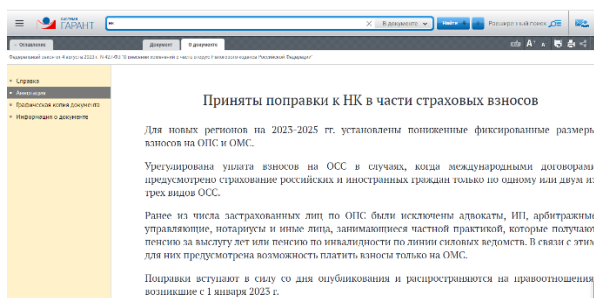 ГАРАНТ
В документе
Найти
Расширенный поиск
Оглавление
Документ
О документе
Справка
Аннотация
Графическая копия документа
Информация о документе
Приняты поправки к НК в части страховых взносов
Для новых регионов на 2023-2025 гг. установлены пониженные фиксированные размеры
взносов на ОПС и ОМС.
Урегулирована уплата взносов на ОСС в случаях, когда международными договорами
предусмотрено страхование российских и иностранных граждан только по одному или двум из
трех видов ОСС.
Ранее из числа застрахованных лиц по ОПС были исключены адвокаты, ИП, арбитражные
управляющие, нотариусы и иные лица, занимающиеся частной практикой, которые получают
пенсию за выслугу лет или пенсию по инвалидности по линии силовых ведомств. В связи с этим
для них предусмотрена возможность платить взносы только на ОМС.
Поправки вступают в силу со дня опубликования и распространяются на правоотношения,
возникшие с 1 января 2023 г.